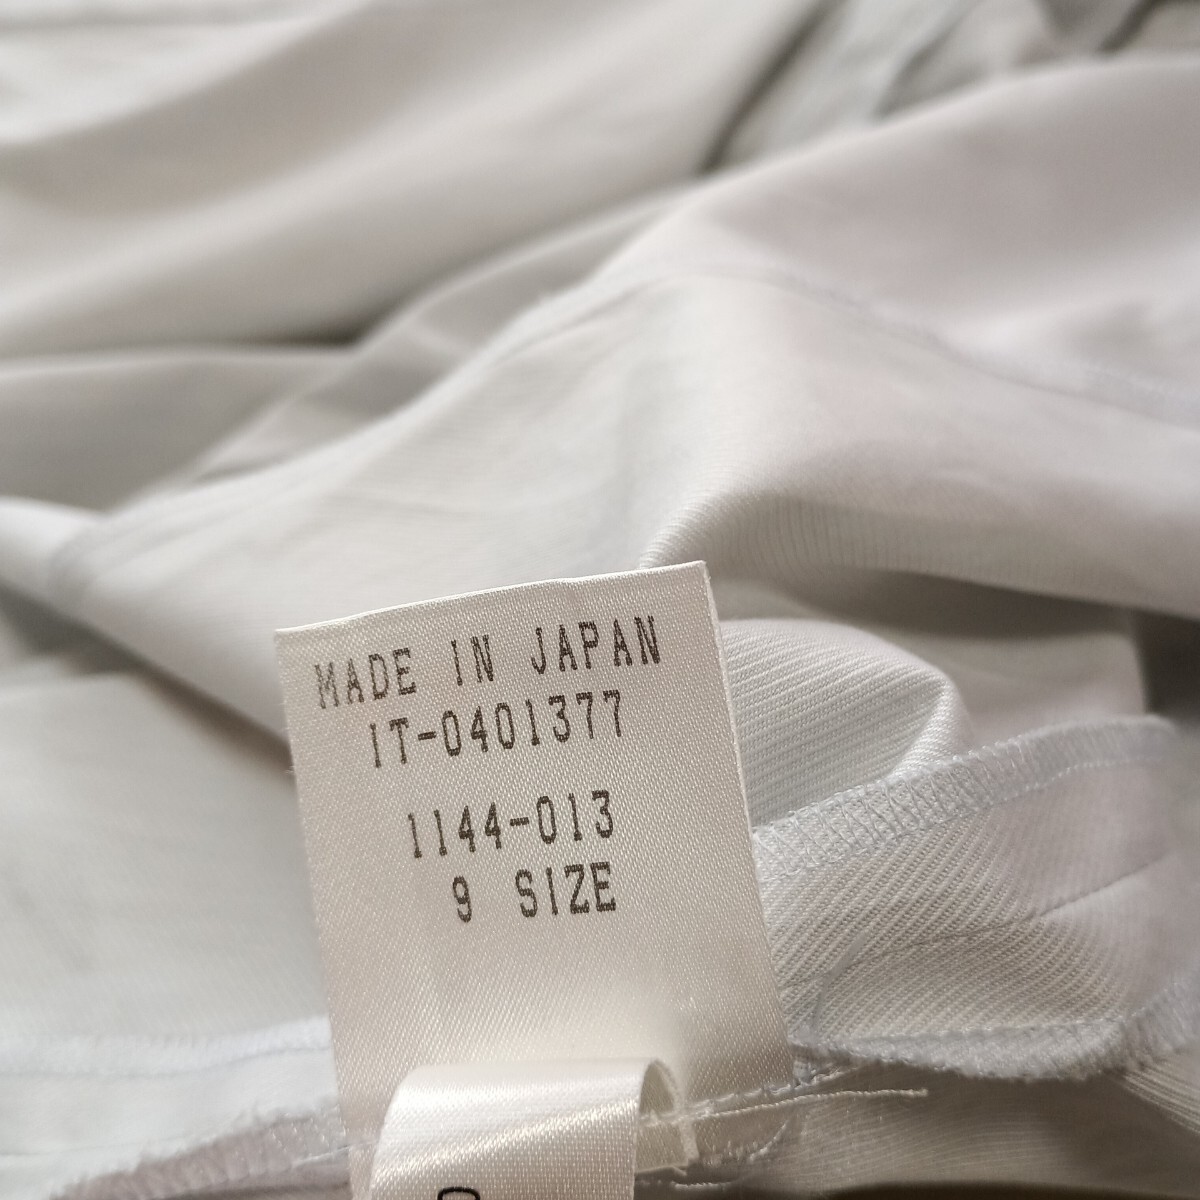 MADE IN JAPAN
IT-0401377
1144-013
9 SIZE